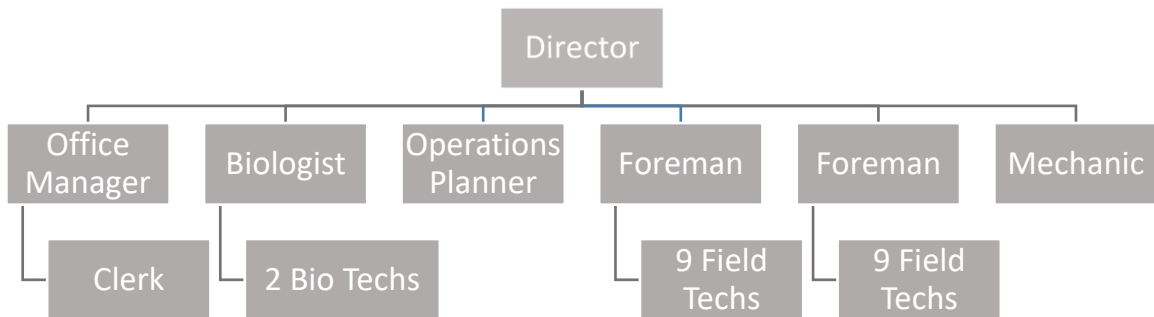 Director
Office
Manager
Biologist
Operations
Planner
Foreman
Foreman
Mechanic
Clerk
2 Bio Techs
9 Field
Techs
9 Field
Techs